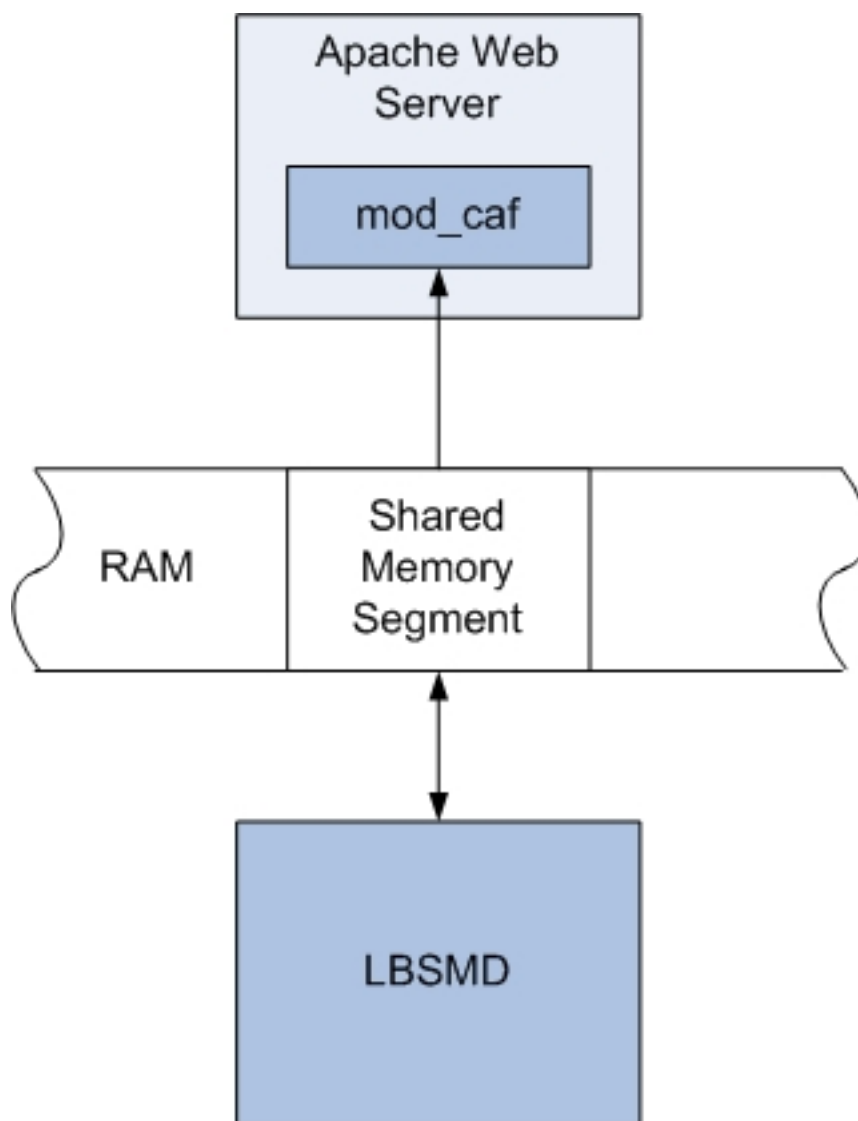 Apache Web
Server
mod_caf
RAM
Shared
Memory
Segment
LBSMD